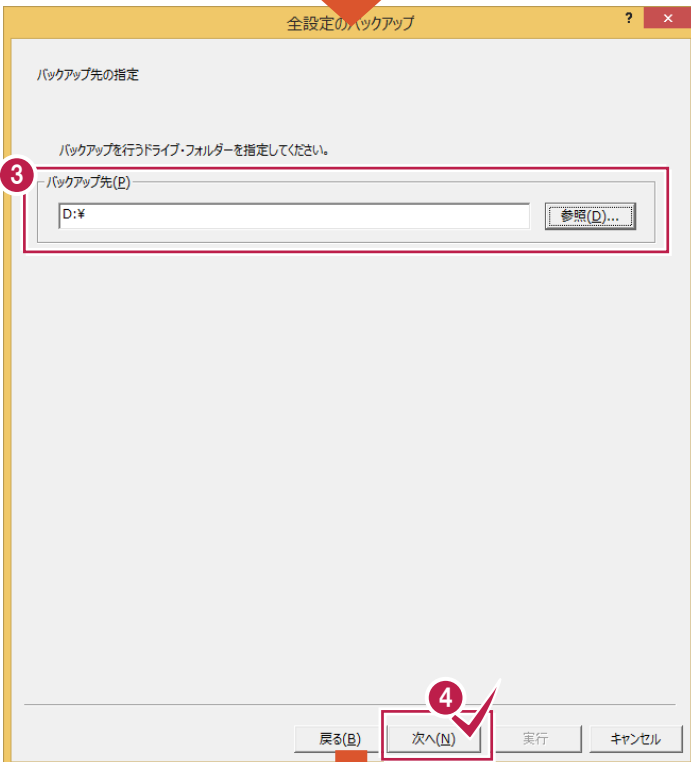 全設定のバックアップ
?
×
バックアップ先の指定
バックアップを行うドライブ・フォルダーを指定してください。
3
バックアップ先(P)
D:¥
参照(D)...
4
戻る(B)
次へ(N)
実行
キャンセル